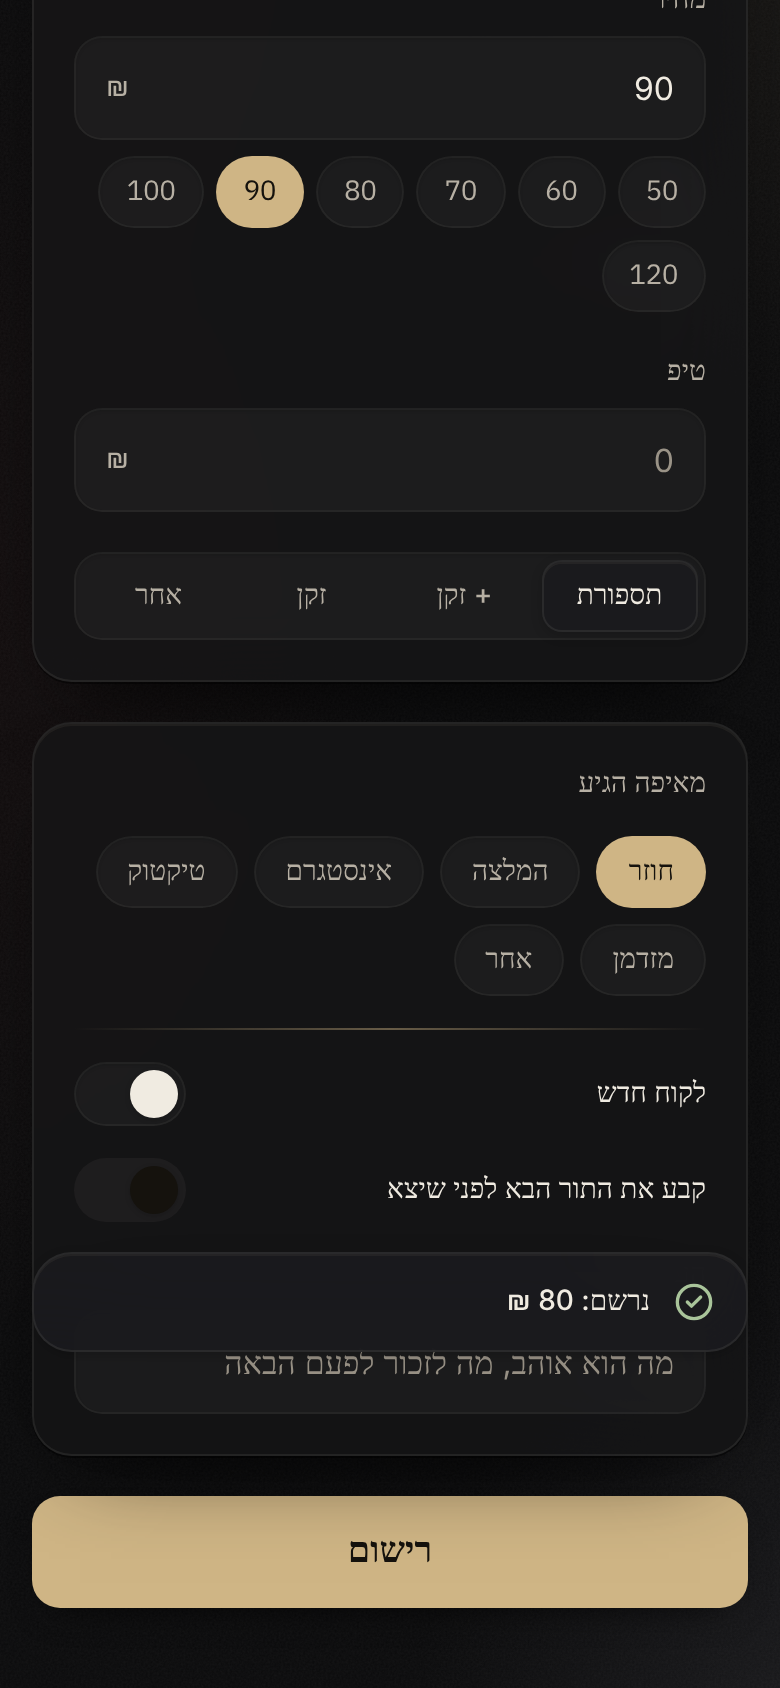 90 ₪
50 60 70 80 90 100
120
טיפ
0 ₪
תספורת + זקן זקן אחר
מאיפה הגיע
חוזר המלצה אינסטגרם טיקטוק
מזדמן אחר
לקוח חדש
קבע את התור הבא לפני שיצא
נרשם: 80 ₪
מה הוא אוהב, מה לזכור לפעם הבאה
רישום